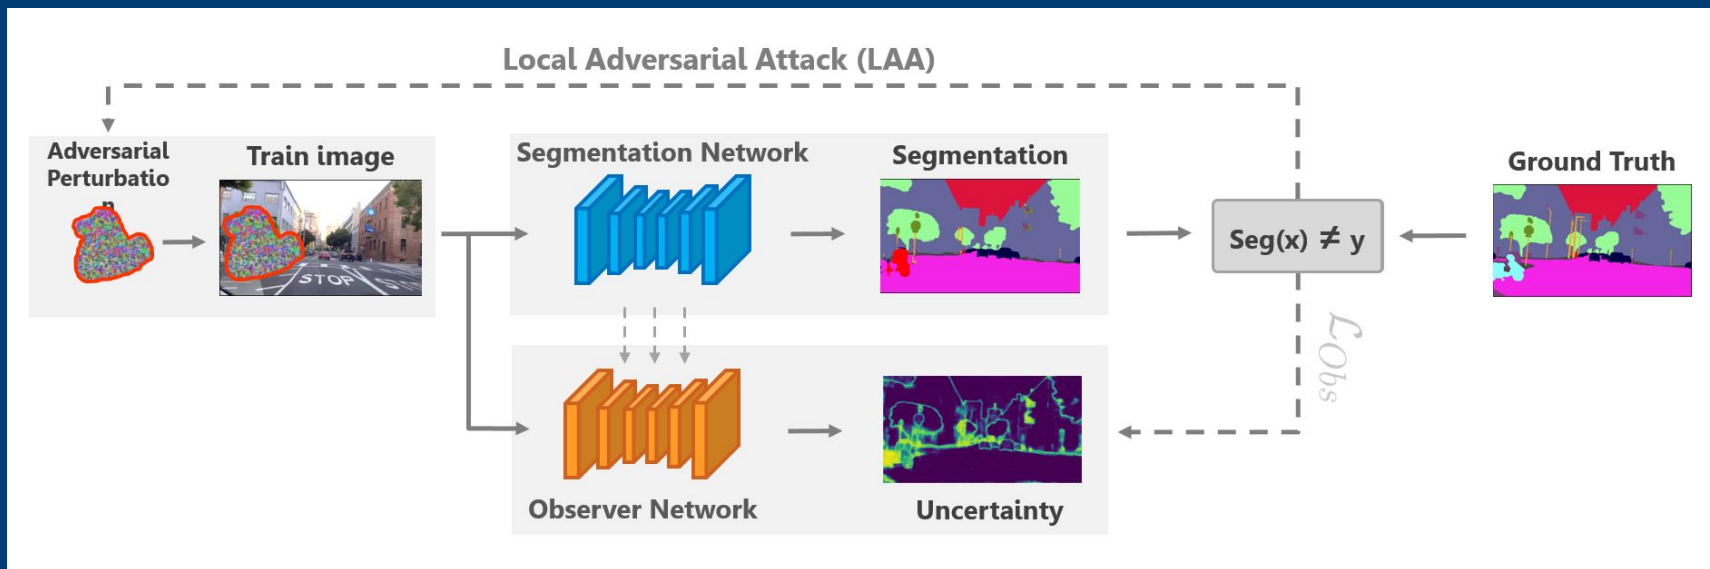 Local Adversarial Attack (LAA)
Adversarial
Perturbatio
n
Train image
STOP
Segmentation Network
Segmentation
Ground Truth
Seg(x) ≠ y
ℒObs
Observer Network
Uncertainty